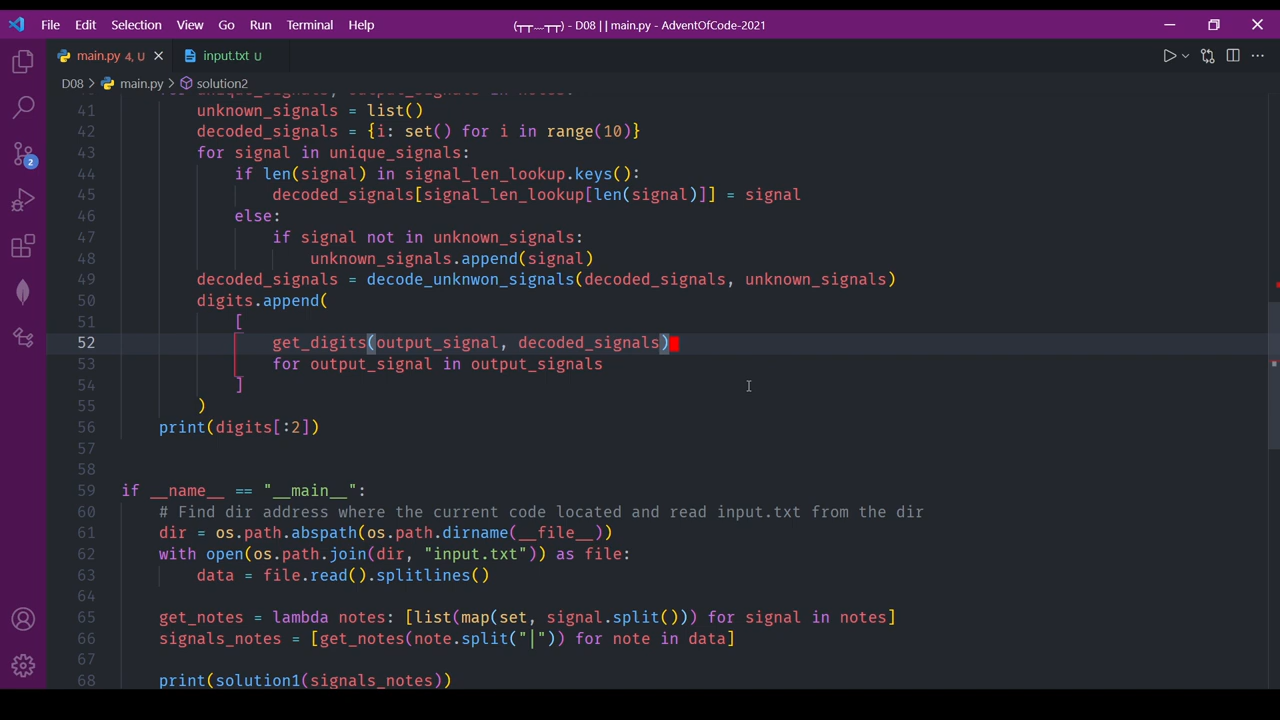 File Edit Selection View Go Run Terminal Help (┬┬﹏┬┬) - D08 | | main.py - AdventOfCode-2021
main.py 4, U input.txt U
D08 > main.py > solution2
41 unknown_signals = list()
42 decoded_signals = {i: set() for i in range(10)}
43 for signal in unique_signals:
44 if len(signal) in signal_len_lookup.keys():
45 decoded_signals[signal_len_lookup[len(signal)]] = signal
46 else:
47 if signal not in unknown_signals:
48 unknown_signals.append(signal)
49 decoded_signals = decode_unknwon_signals(decoded_signals, unknown_signals)
50 digits.append(
51 [
52 get_digits(output_signal, decoded_signals)
53 for output_signal in output_signals
54 ]
55 )
56 print(digits[:2])
57
58
59 if __name__ == "__main__":
60 # Find dir address where the current code located and read input.txt from the dir
61 dir = os.path.abspath(os.path.dirname(__file__))
62 with open(os.path.join(dir, "input.txt")) as file:
63 data = file.read().splitlines()
64
65 get_notes = lambda notes: [list(map(set, signal.split())) for signal in notes]
66 signals_notes = [get_notes(note.split("|")) for note in data]
67
68 print(solution1(signals_notes))
2